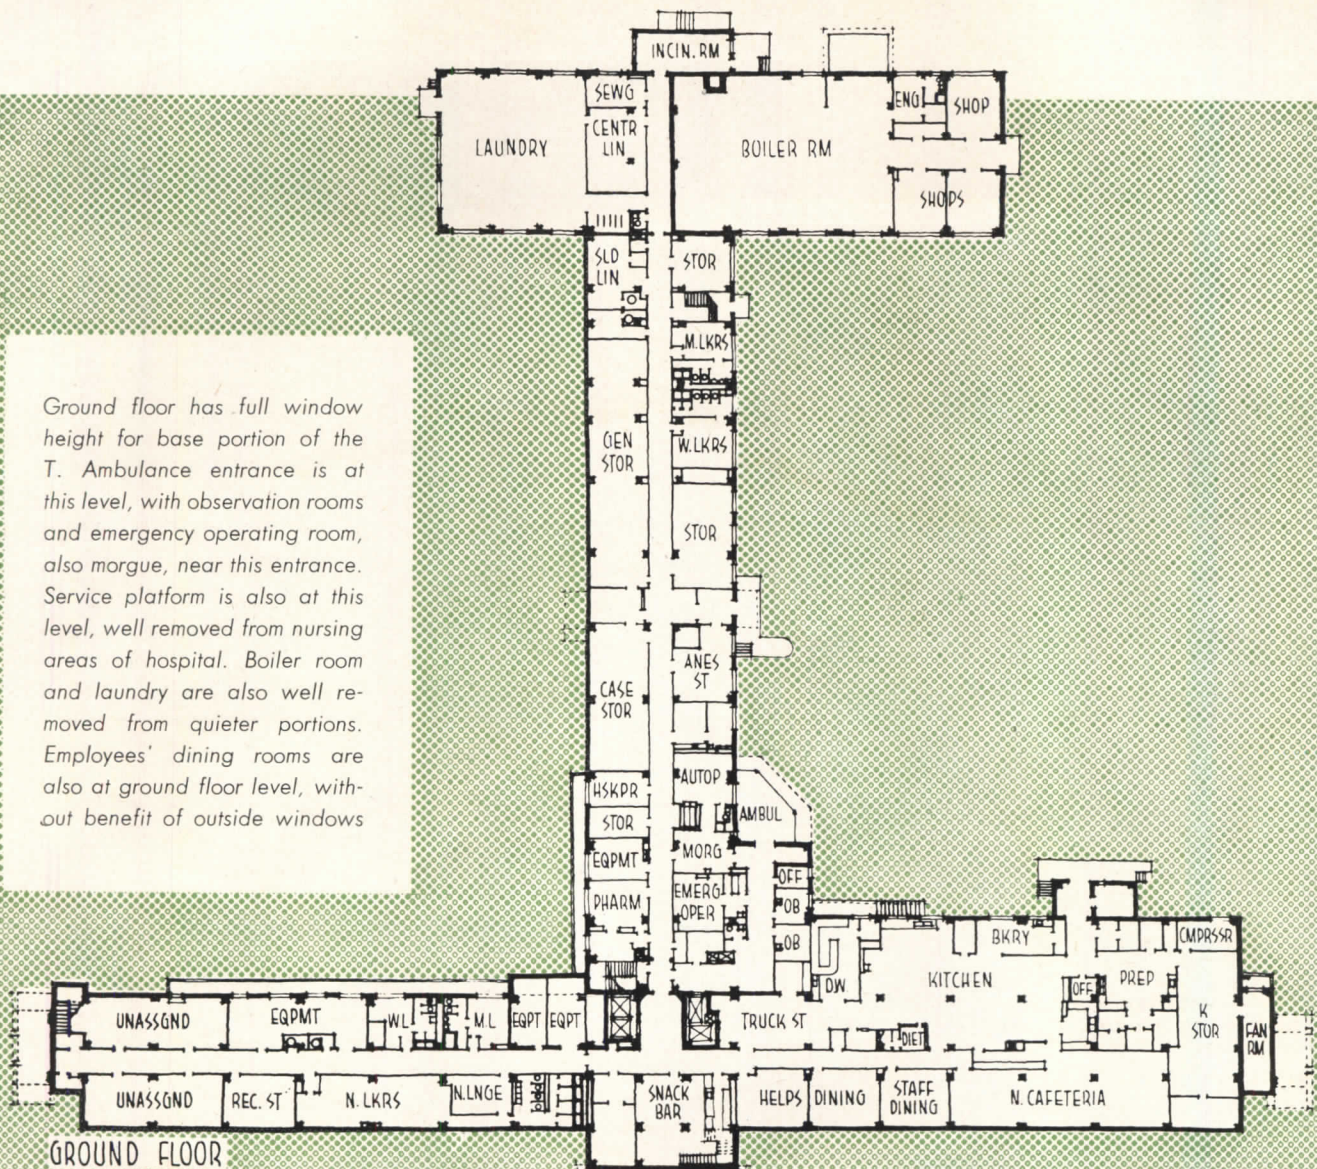 INCIN. RM
SEWG
CENTR
LIN
LAUNDRY
BOILER RM
ENG
SHOP
SHOPS
SLD
LIN
STOR
M. LKRS
W. LKRS
GEN
STOR
STOR
CASE
STOR
ANES
ST
HSKPR
STOR
EQPMT
PHARM
AUTOP
AMBUL
MORG
EMERG
OPER
OFF
OB
OB
Ground floor has full window
height for base portion of the
T. Ambulance entrance is at
this level, with observation rooms
and emergency operating room,
also morgue, near this entrance.
Service platform is also at this
level, well removed from nursing
areas of hospital. Boiler room
and laundry are also well re-
moved from quieter portions.
Employees' dining rooms are
also at ground floor level, with-
out benefit of outside windows
UNASSGND
EQPMT
W L
M. L
EQPT
EQPT
TRUCK ST
DW
KITCHEN
BKRY
OFF
PREP
CMPRSSR
K
STOR
FAN
RM
DIET
UNASSGND
REC. ST
N. LKRS
N. LNGE
SNACK
BAR
HELPS
DINING
STAFF
DINING
N. CAFETERIA
GROUND FLOOR